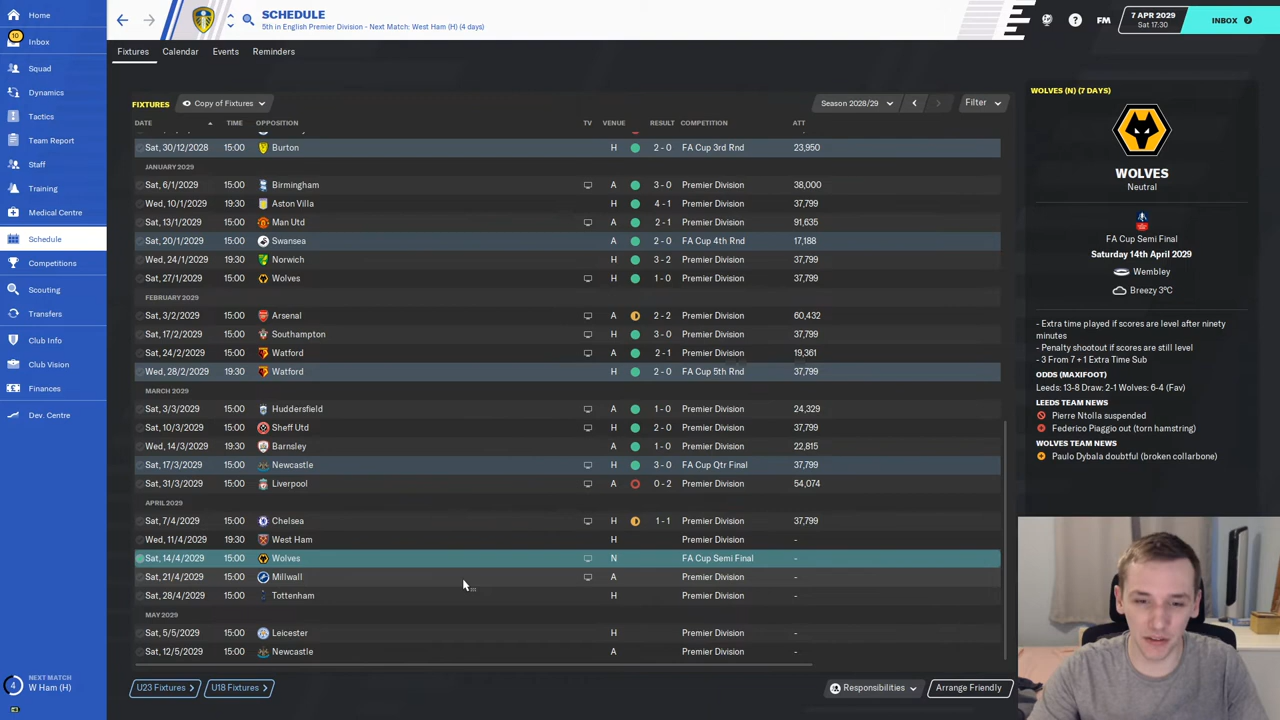 SCHEDULE
5th in English Premier Division - Next Match: West Ham (H) (4 days)
FM
7 APR 2029
Sat 17:30
INBOX
Home
10
Inbox
Squad
Dynamics
Tactics
Team Report
Staff
Training
Medical Centre
Schedule
Competitions
Scouting
Transfers
Club Info
Club Vision
Finances
Dev. Centre
4
NEXT MATCH
W Ham (H)
Fixtures Calendar Events Reminders
FIXTURES Copy of Fixtures Season 2028/29 Filter
DATE TIME OPPOSITION TV VENUE RESULT COMPETITION ATT
Sat, 30/12/2028 15:00 Burton H 2 - 0 FA Cup 3rd Rnd 23,950
JANUARY 2029
Sat, 6/1/2029 15:00 Birmingham A 3 - 0 Premier Division 38,000
Wed, 10/1/2029 19:30 Aston Villa H 4 - 1 Premier Division 37,799
Sat, 13/1/2029 15:00 Man Utd A 2 - 1 Premier Division 91,635
Sat, 20/1/2029 15:00 Swansea A 2 - 0 FA Cup 4th Rnd 17,188
Wed, 24/1/2029 19:30 Norwich H 3 - 2 Premier Division 37,799
Sat, 27/1/2029 15:00 Wolves H 1 - 0 Premier Division 37,799
FEBRUARY 2029
Sat, 3/2/2029 15:00 Arsenal A 2 - 2 Premier Division 60,432
Sat, 17/2/2029 15:00 Southampton H 3 - 0 Premier Division 37,799
Sat, 24/2/2029 15:00 Watford A 2 - 1 Premier Division 19,361
Wed, 28/2/2029 19:30 Watford H 2 - 0 FA Cup 5th Rnd 37,799
MARCH 2029
Sat, 3/3/2029 15:00 Huddersfield A 1 - 0 Premier Division 24,329
Sat, 10/3/2029 15:00 Sheff Utd H 2 - 0 Premier Division 37,799
Wed, 14/3/2029 19:30 Barnsley A 1 - 0 Premier Division 22,815
Sat, 17/3/2029 15:00 Newcastle H 3 - 0 FA Cup Qtr Final 37,799
Sat, 31/3/2029 15:00 Liverpool A 0 - 2 Premier Division 54,074
APRIL 2029
Sat, 7/4/2029 15:00 Chelsea H 1 - 1 Premier Division 37,799
Wed, 11/4/2029 19:30 West Ham H Premier Division -
Sat, 14/4/2029 15:00 Wolves N FA Cup Semi Final -
Sat, 21/4/2029 15:00 Millwall A Premier Division -
Sat, 28/4/2029 15:00 Tottenham H Premier Division -
MAY 2029
Sat, 5/5/2029 15:00 Leicester H Premier Division -
Sat, 12/5/2029 15:00 Newcastle A Premier Division -
U23 Fixtures U18 Fixtures Responsibilities Arrange Friendly
WOLVES (N) (7 DAYS)
WOLVES
Neutral
FA Cup Semi Final
Saturday 14th April 2029
Wembley
Breezy 3°C
- Extra time played if scores are level after ninety
minutes
- Penalty shootout if scores are still level
- 3 From 7 + 1 Extra Time Sub
ODDS (MAXIFOOT)
Leeds: 13-8 Draw: 2-1 Wolves: 6-4 (Fav)
LEEDS TEAM NEWS
Pierre Ntolla suspended
Federico Piaggio out (torn hamstring)
WOLVES TEAM NEWS
Paulo Dybala doubtful (broken collarbone)